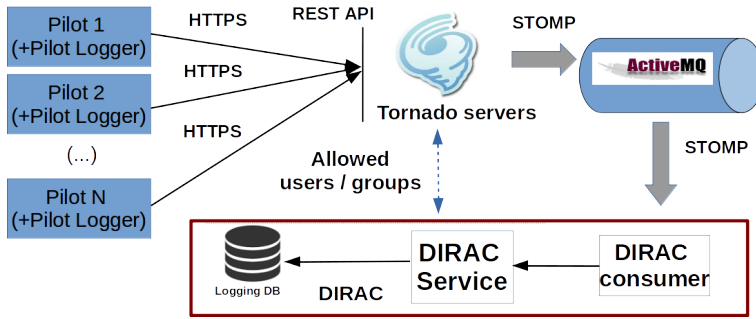 Pilot 1
(+Pilot Logger)
HTTPS
REST API
STOMP
ActiveMQ
HTTPS
Pilot 2
(+Pilot Logger)
Tornado servers
HTTPS
(...)
Allowed
users / groups
STOMP
Pilot N
(+Pilot Logger)
DIRAC
Service
DIRAC
consumer
Logging DB
DIRAC